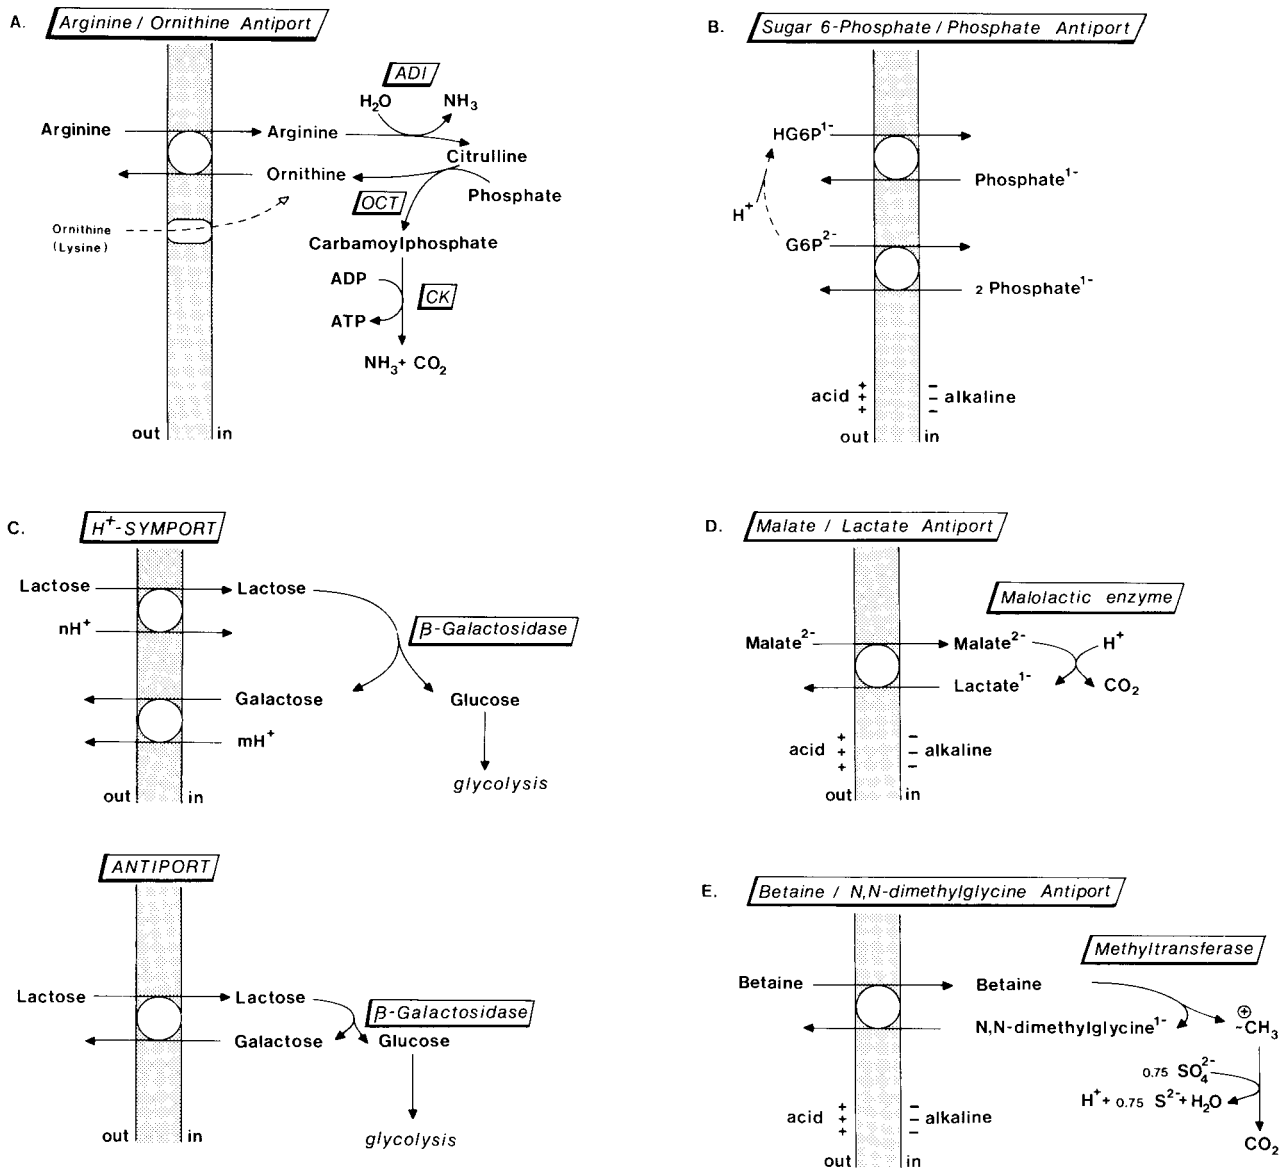 A. Arginine / Ornithine Antiport
ADI
H2O NH3
Arginine Arginine
Citrulline
Ornithine
Phosphate
OCT
Ornithine
(Lysine)
Carbamoylphosphate
ADP
CK
ATP
NH3 + CO2
out in
B. Sugar 6-Phosphate / Phosphate Antiport
HG6P1-
Phosphate1-
H+
G6P2-
2 Phosphate1-
+ −
acid + − alkaline
+ −
out in
C. H+-SYMPORT
Lactose Lactose
nH+
β-Galactosidase
Galactose Glucose
mH+
glycolysis
out in
ANTIPORT
Lactose Lactose
β-Galactosidase
Galactose Glucose
out in
glycolysis
D. Malate / Lactate Antiport
Malolactic enzyme
Malate2- Malate2- H+
Lactate1- CO2
+ −
acid + − alkaline
+ −
out in
E. Betaine / N,N-dimethylglycine Antiport
Methyltransferase
Betaine Betaine
N,N-dimethylglycine1- ~CH3
⊕
0.75 SO4 2-
H+ + 0.75 S2- + H2O
+ −
acid + − alkaline
+ −
CO2
out in